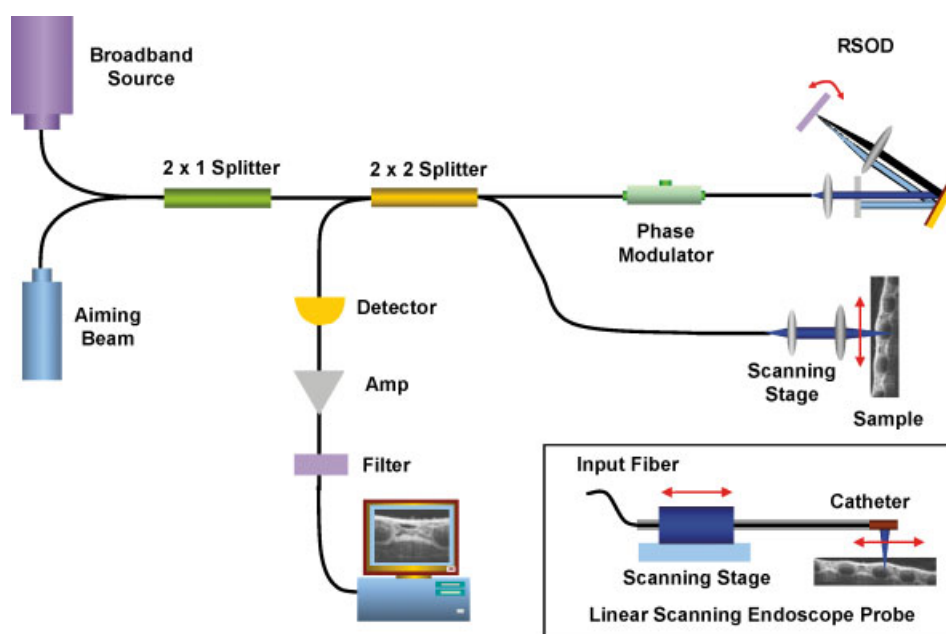 Broadband
Source
RSOD
2 x 1 Splitter
2 x 2 Splitter
Phase
Modulator
Aiming
Beam
Detector
Amp
Scanning
Stage
Sample
Filter
Input Fiber
Catheter
Scanning Stage
Linear Scanning Endoscope Probe